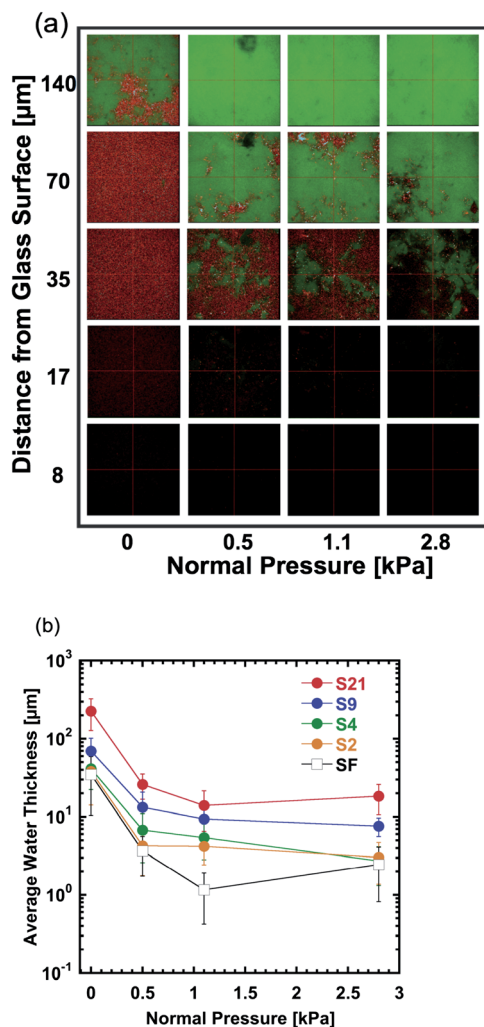 (a)
Distance from Glass Surface [µm]
140
70
35
17
8
0 0.5 1.1 2.8
Normal Pressure [kPa]
(b)
Average Water Thickness [µm]
10³
10²
10¹
10⁰
10⁻¹
S21
S9
S4
S2
SF
0 0.5 1 1.5 2 2.5 3
Normal Pressure [kPa]